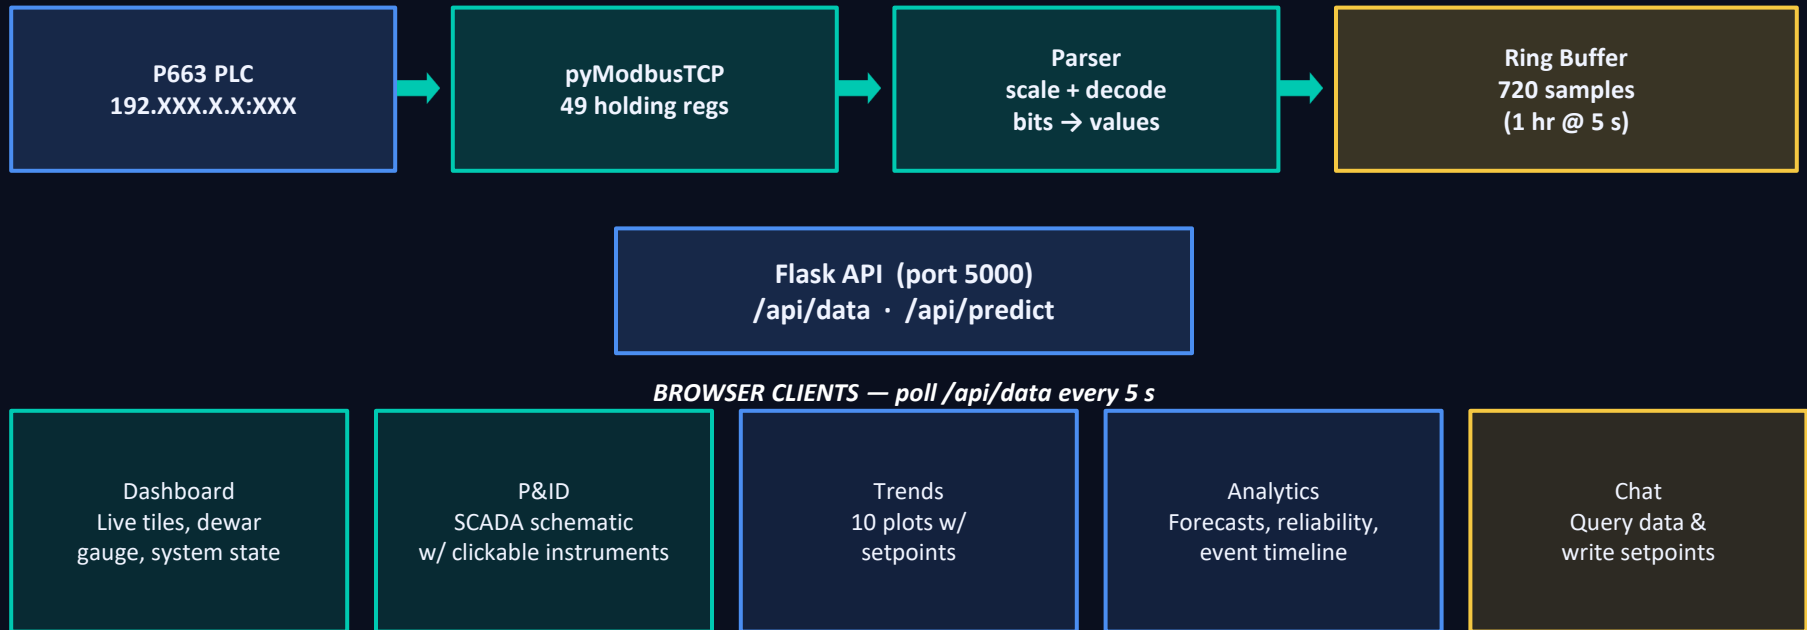 P663 PLC
192.XXX.X.X:XXX
pyModbusTCP
49 holding regs
Parser
scale + decode
bits → values
Ring Buffer
720 samples
(1 hr @ 5 s)
Flask API (port 5000)
/api/data · /api/predict
BROWSER CLIENTS — poll /api/data every 5 s
Dashboard
Live tiles, dewar
gauge, system state
P&ID
SCADA schematic
w/ clickable instruments
Trends
10 plots w/
setpoints
Analytics
Forecasts, reliability,
event timeline
Chat
Query data &
write setpoints